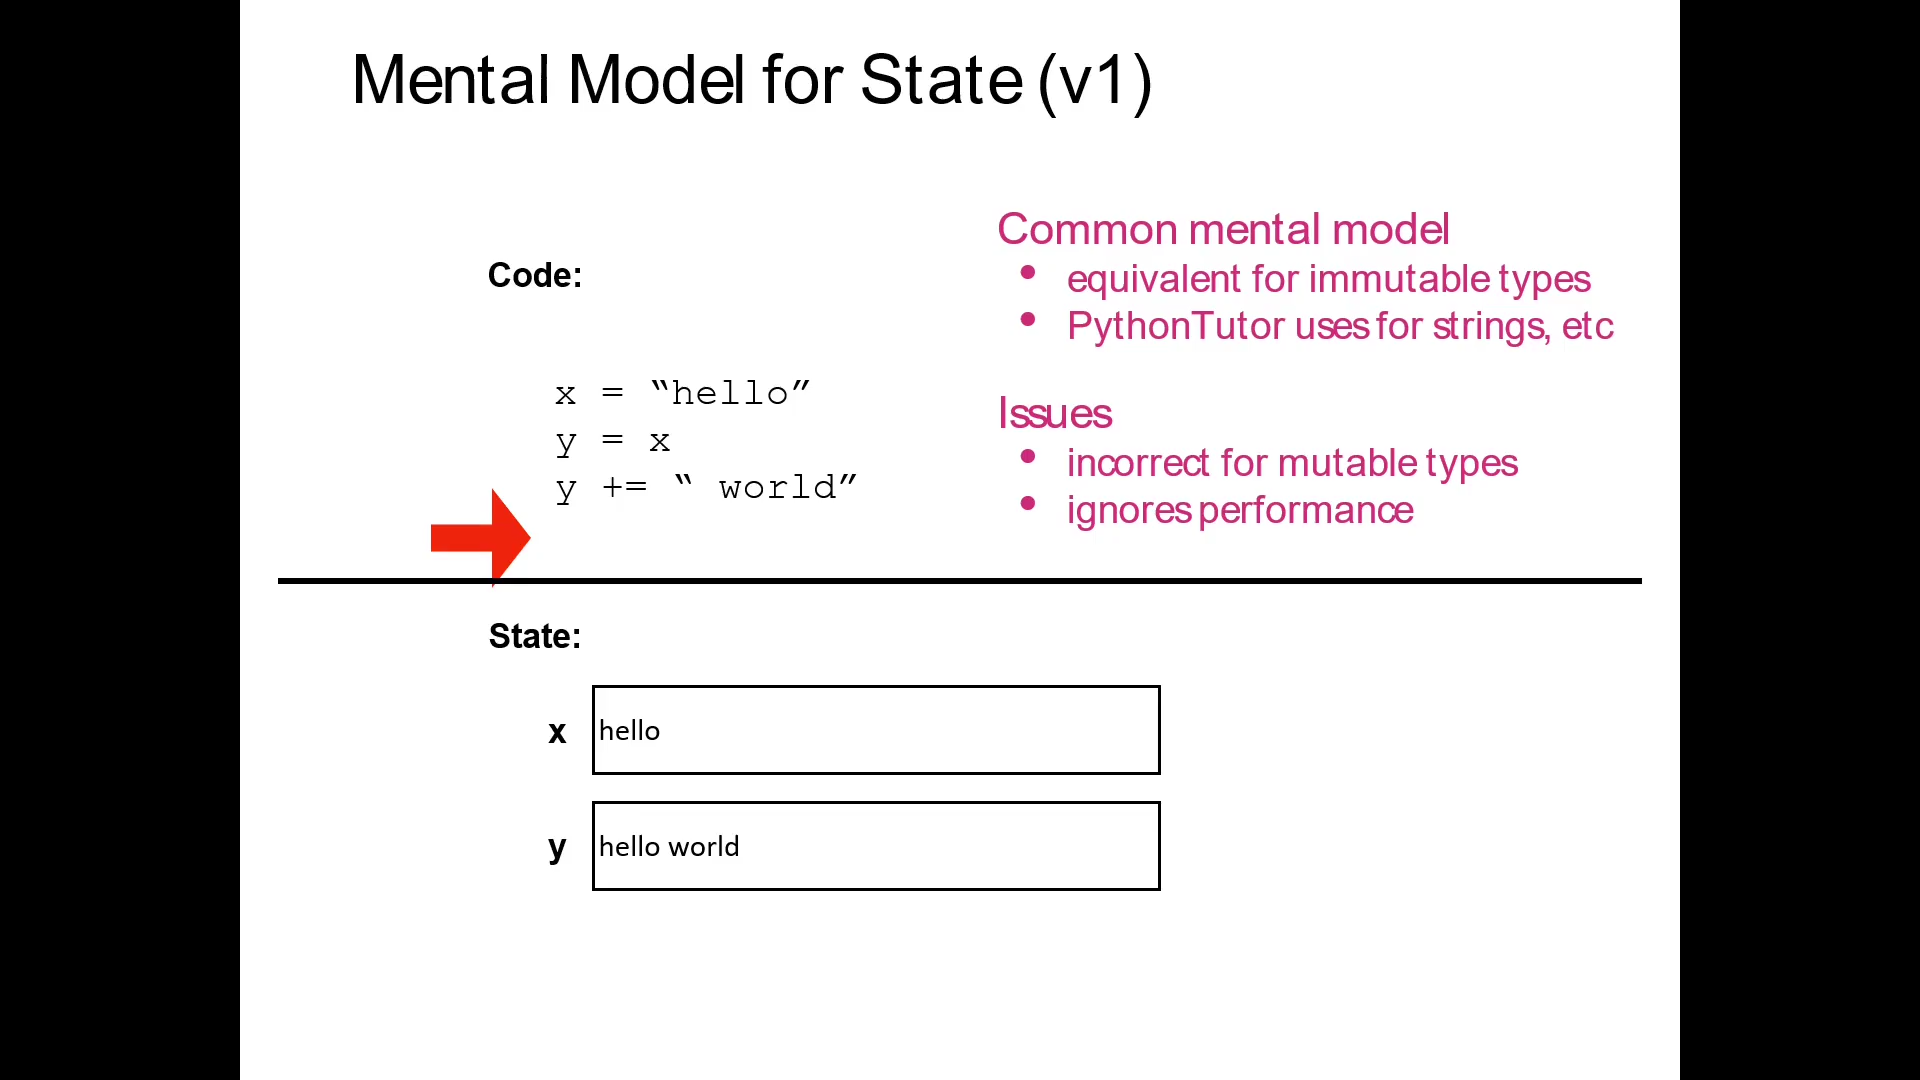 Mental Model for State (v1)
Code:
x = “hello”
y = x
y += “ world”
Common mental model
• equivalent for immutable types
• PythonTutor uses for strings, etc
Issues
• incorrect for mutable types
• ignores performance
State:
x hello
y hello world